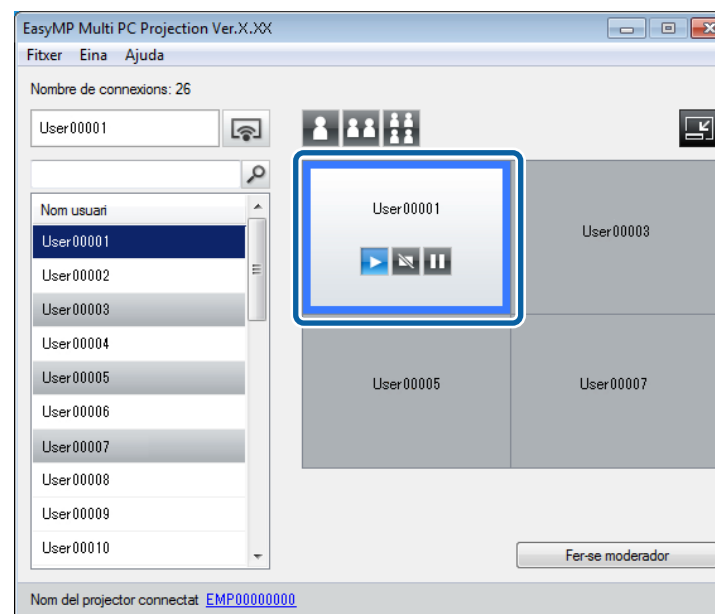 EasyMP Multi PC Projection Ver.X.XX
Fitxer Eina Ajuda
Nombre de connexions: 26
User00001
Nom usuari
User00001
User00002
User00003
User00004
User00005
User00006
User00007
User00008
User00009
User00010
User00001
User00003
User00005
User00007
Fer-se moderador
Nom del projector connectat EMP00000000